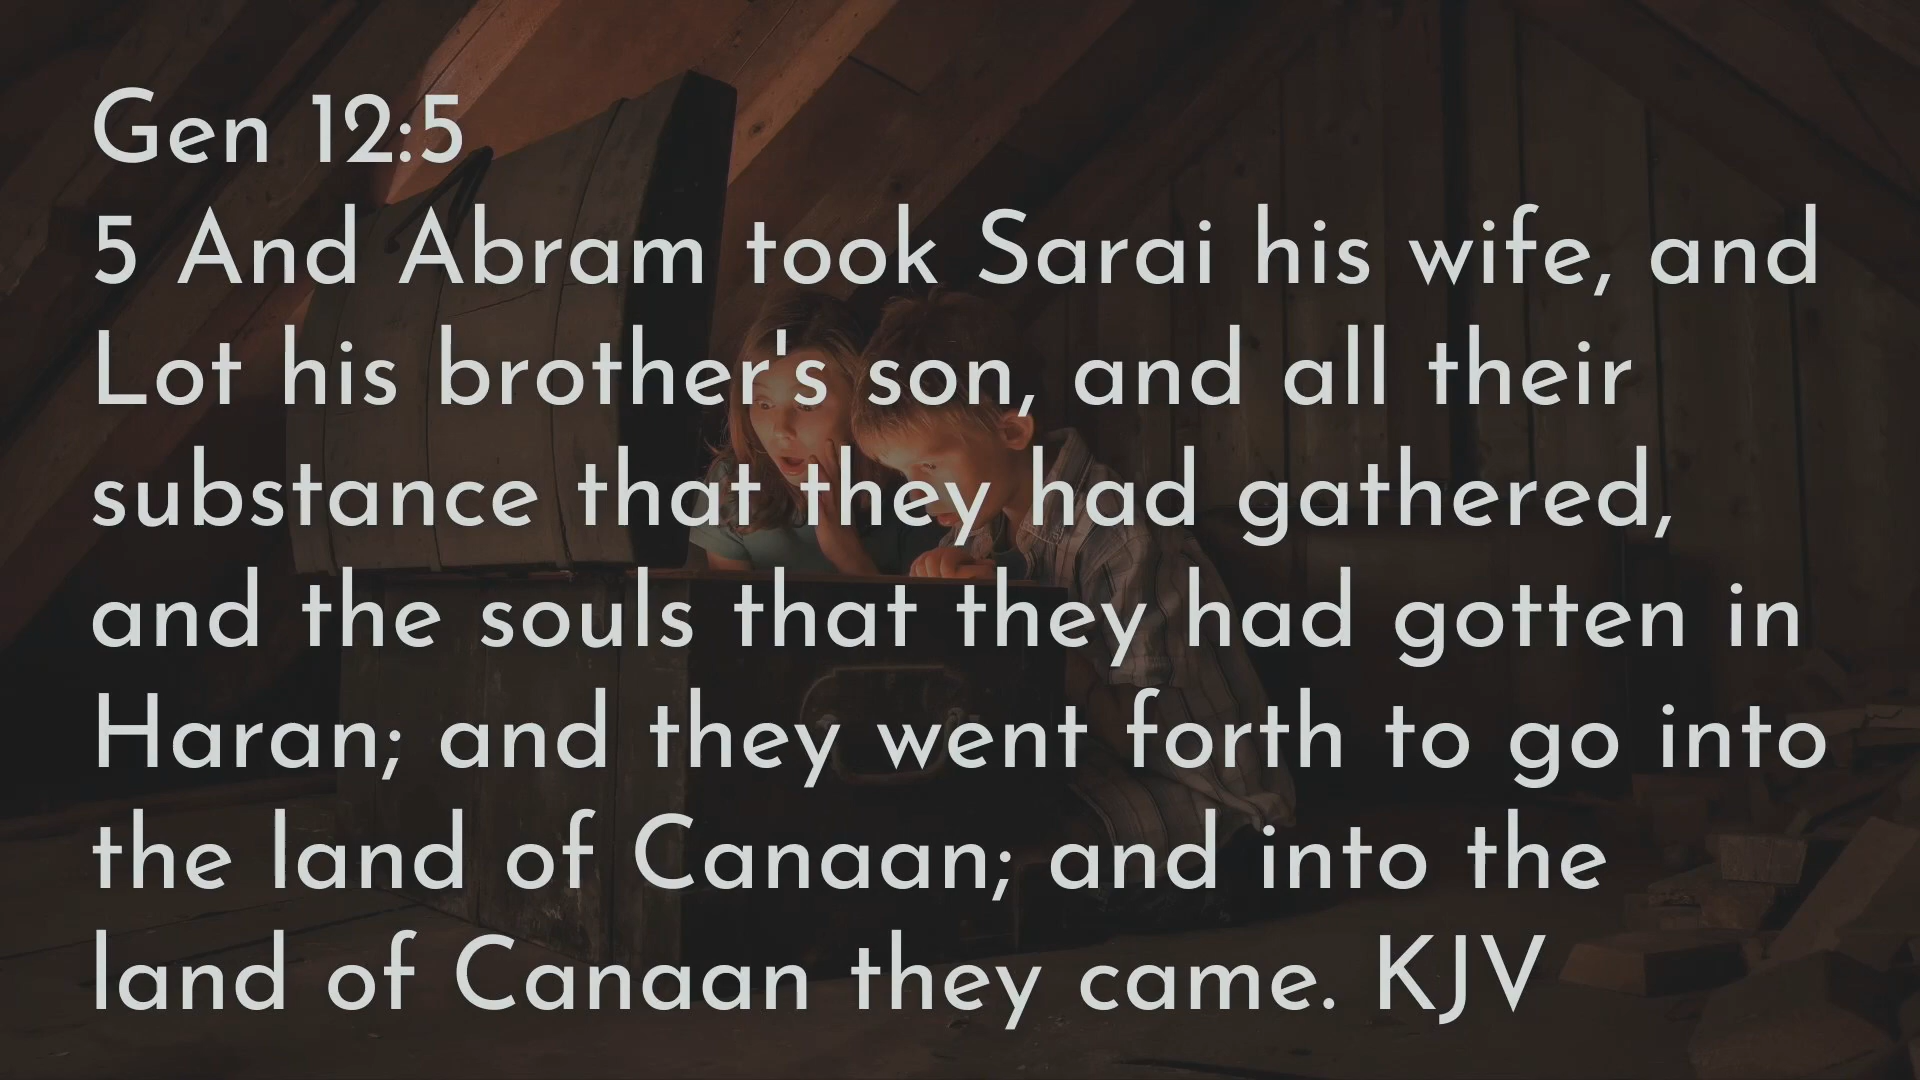 Gen 12:5
5 And Abram took Sarai his wife, and
Lot his brother's son, and all their
substance that they had gathered,
and the souls that they had gotten in
Haran; and they went forth to go into
the land of Canaan; and into the
land of Canaan they came. KJV